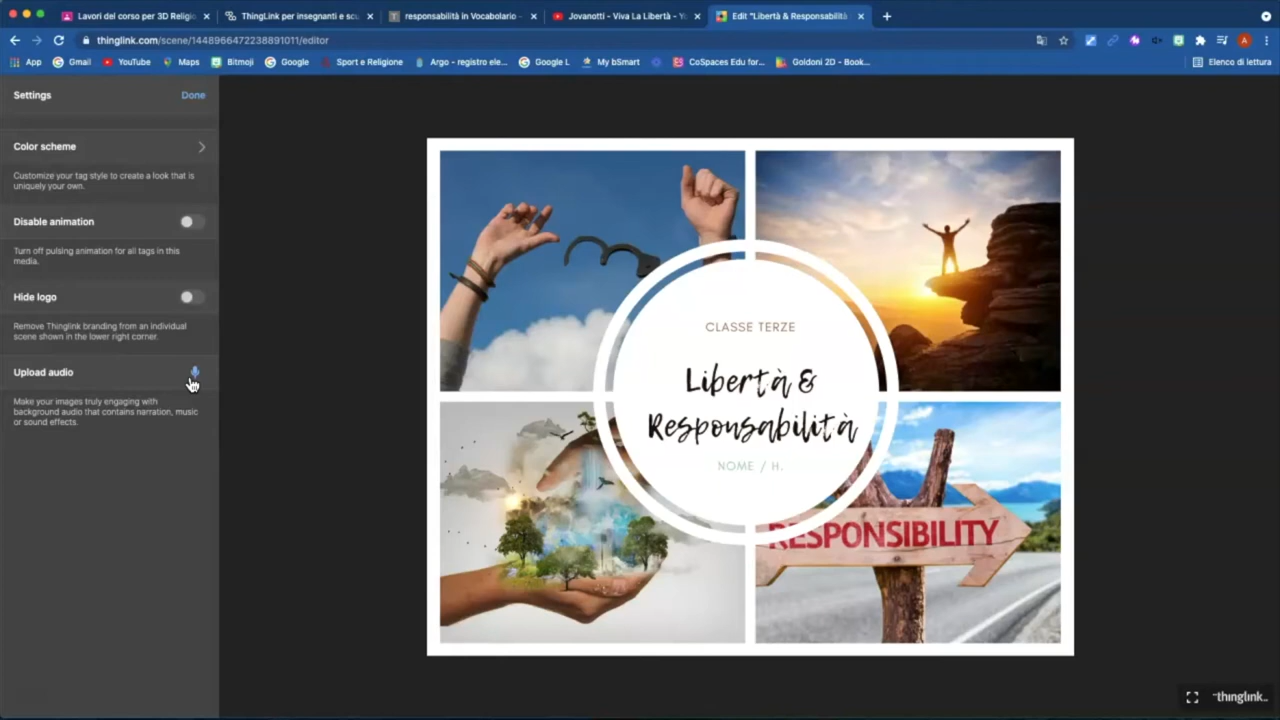 Lavori del corso per 3D Religio
ThingLink per insegnanti e scu
responsabilità in Vocabolario -
Jovanotti - Viva La Libertà - Yo
Edit "Libertà & Responsabilità
thinglink.com/scene/1448966472238891011/editor
App
Gmail
YouTube
Maps
Bitmoji
Google
Sport e Religione
Argo - registro ele...
Google L
My bSmart
CoSpaces Edu for...
Goldoni 2D - Book...
Elenco di lettura
Settings
Done
Color scheme
Customize your tag style to create a look that is
uniquely your own.
Disable animation
Turn off pulsing animation for all tags in this
media.
Hide logo
Remove Thinglink branding from an individual
scene shown in the lower right corner.
Upload audio
Make your images truly engaging with
background audio that contains narration, music
or sound effects.
CLASSE TERZE
Libertà &
Responsabilità
NOME / H.
RESPONSIBILITY
thinglink..